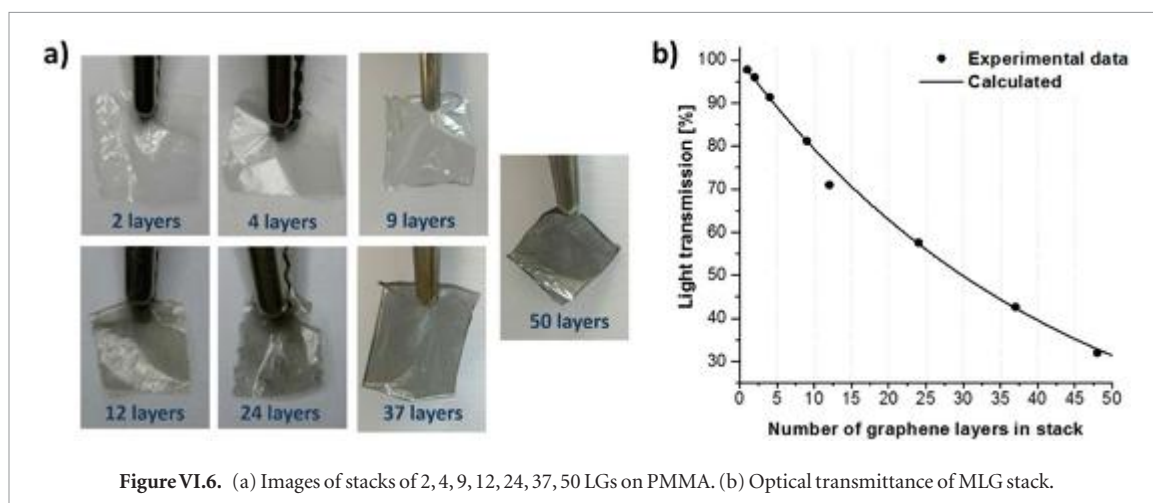 a)
2 layers
4 layers
9 layers
12 layers
24 layers
37 layers
50 layers
b)
Experimental data
Calculated
Light transmission [%]
100
90
80
70
60
50
40
30
0 5 10 15 20 25 30 35 40 45 50
Number of graphene layers in stack
Figure VI.6. (a) Images of stacks of 2, 4, 9, 12, 24, 37, 50 LGs on PMMA. (b) Optical transmittance of MLG stack.